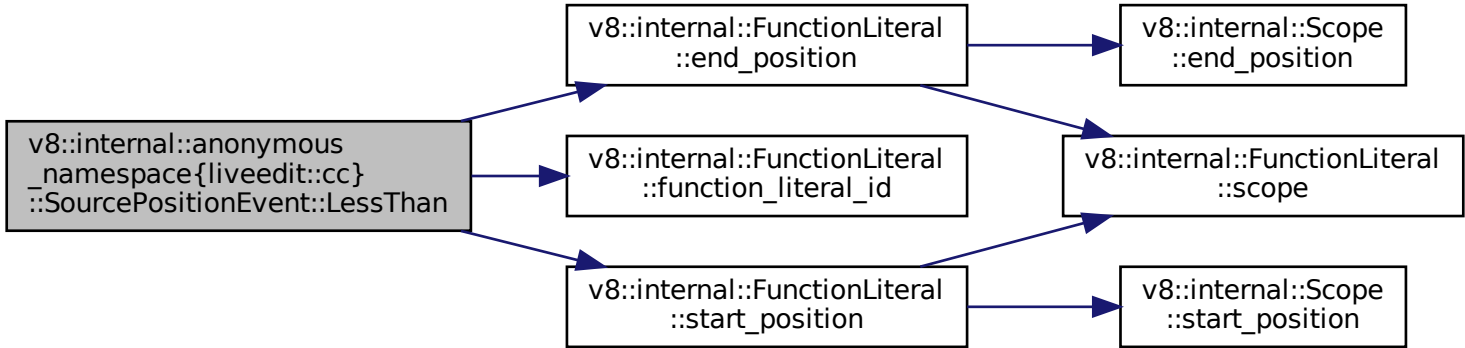 v8::internal::anonymous
_namespace{liveedit::cc}
::SourcePositionEvent::LessThan
v8::internal::FunctionLiteral
::end_position
v8::internal::Scope
::end_position
v8::internal::FunctionLiteral
::function_literal_id
v8::internal::FunctionLiteral
::scope
v8::internal::FunctionLiteral
::start_position
v8::internal::Scope
::start_position